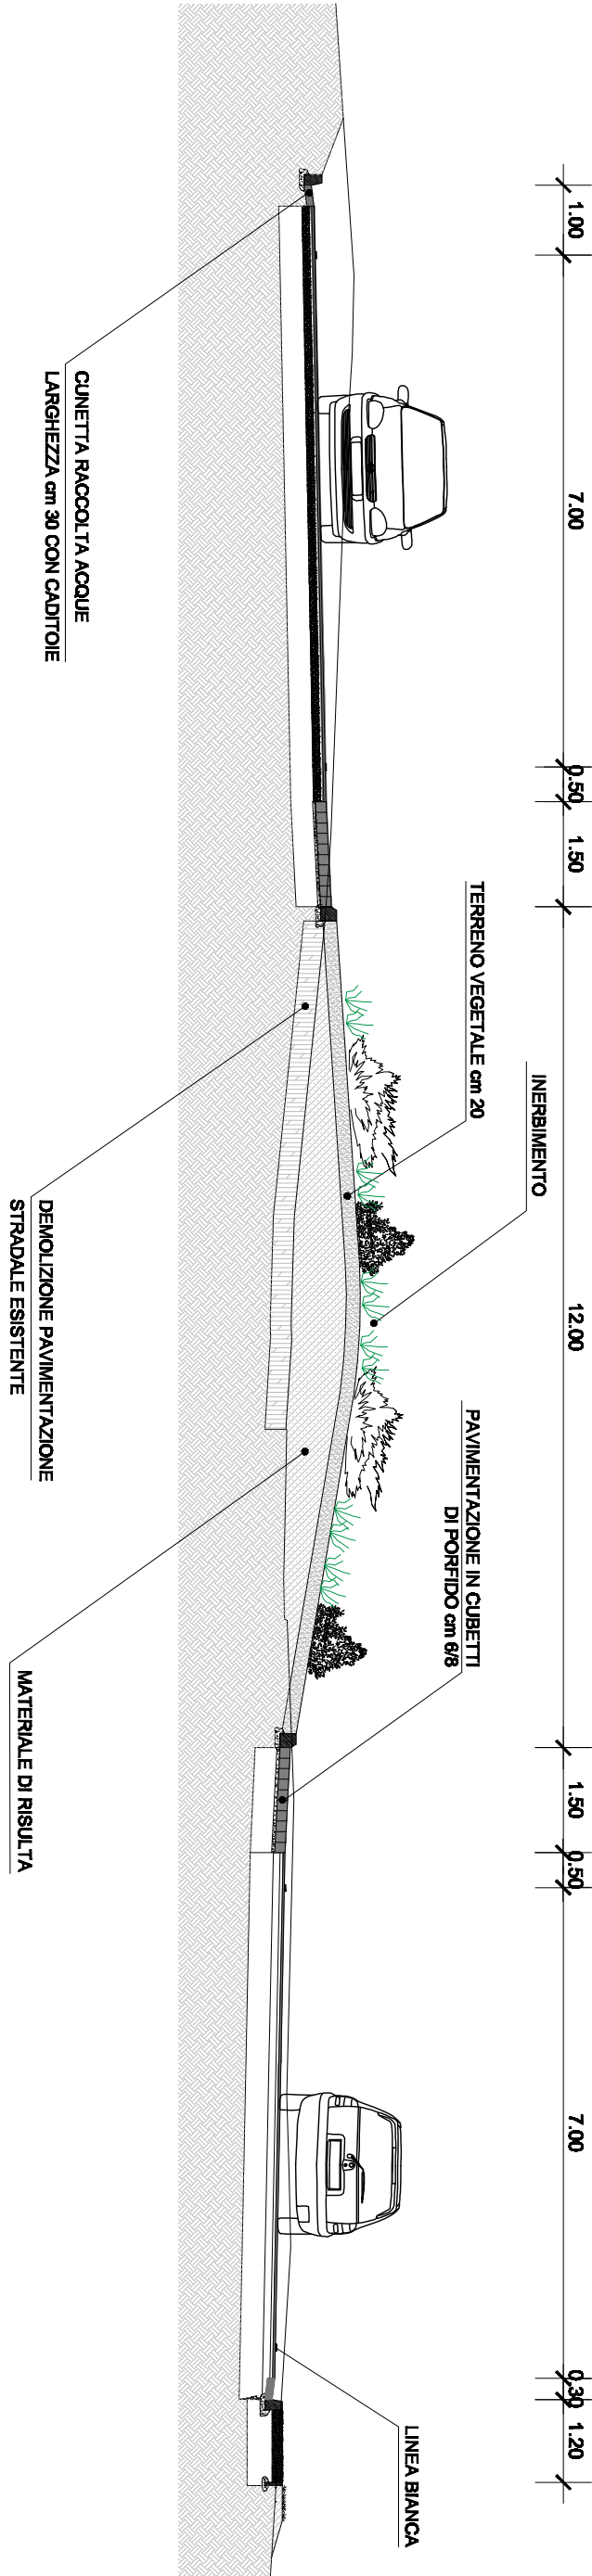 1.00
7.00
0.50
1.50
12.00
1.50
0.50
7.00
0.30
1.20
TERRENO VEGETALE cm 20
INERBIMENTO
PAVIMENTAZIONE IN CUBETTI
DI PORFIDO cm 6/8
LINEA BIANCA
CUNETTA RACCOLTA ACQUE
LARGHEZZA cm 30 CON CADITOIE
DEMOLIZIONE PAVIMENTAZIONE
STRADALE ESISTENTE
MATERIALE DI RISULTA